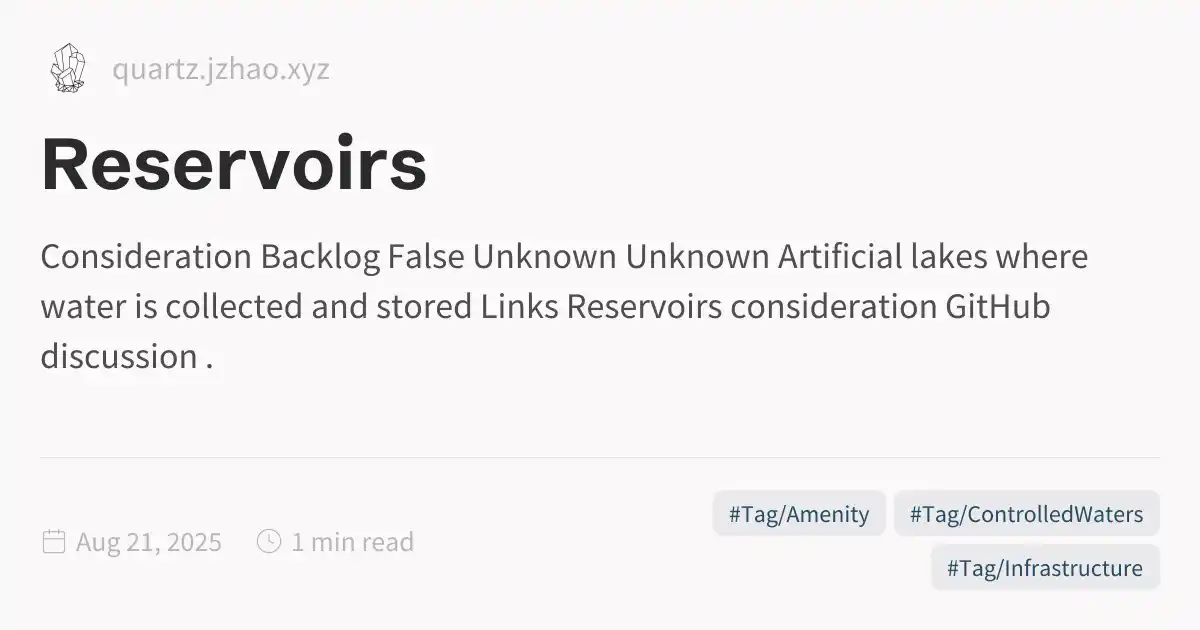 quartz.jzhao.xyz
Reservoirs
Consideration Backlog False Unknown Unknown Artificial lakes where
water is collected and stored Links Reservoirs consideration GitHub
discussion .
Aug 21, 2025
1 min read
#Tag/Amenity
#Tag/ControlledWaters
#Tag/Infrastructure